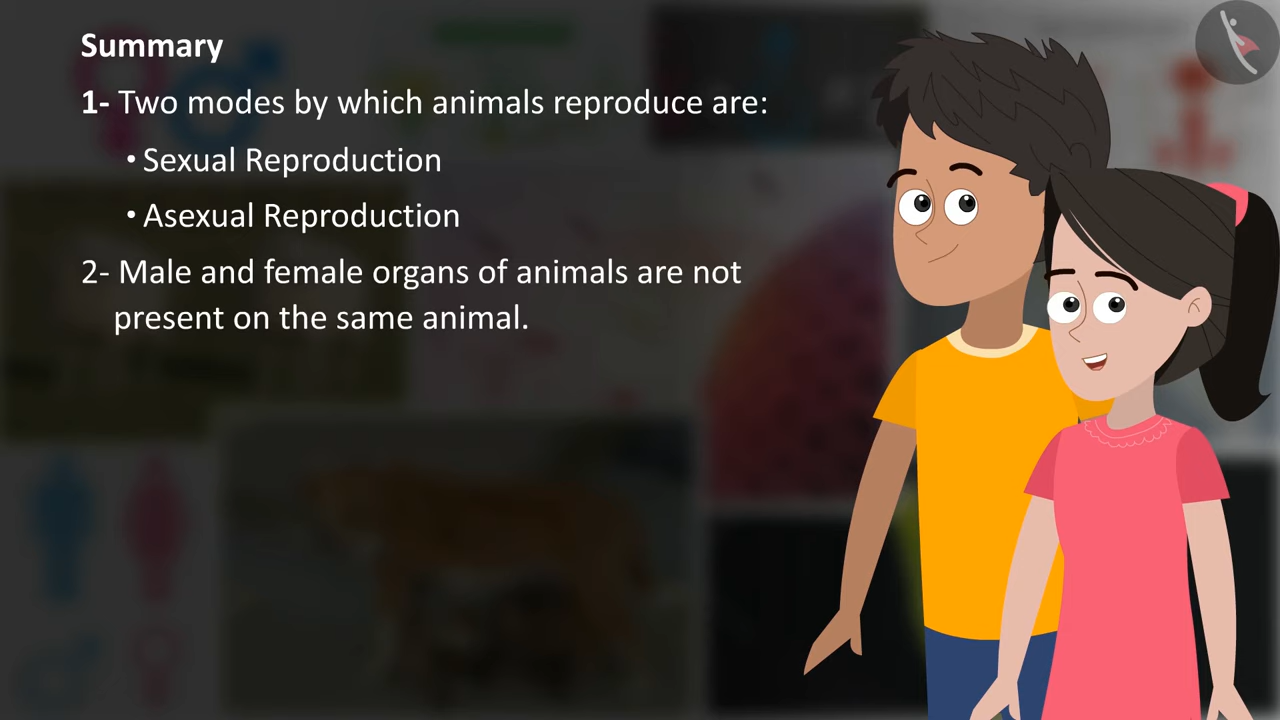 Summary
1- Two modes by which animals reproduce are:
• Sexual Reproduction
• Asexual Reproduction
2- Male and female organs of animals are not
present on the same animal.